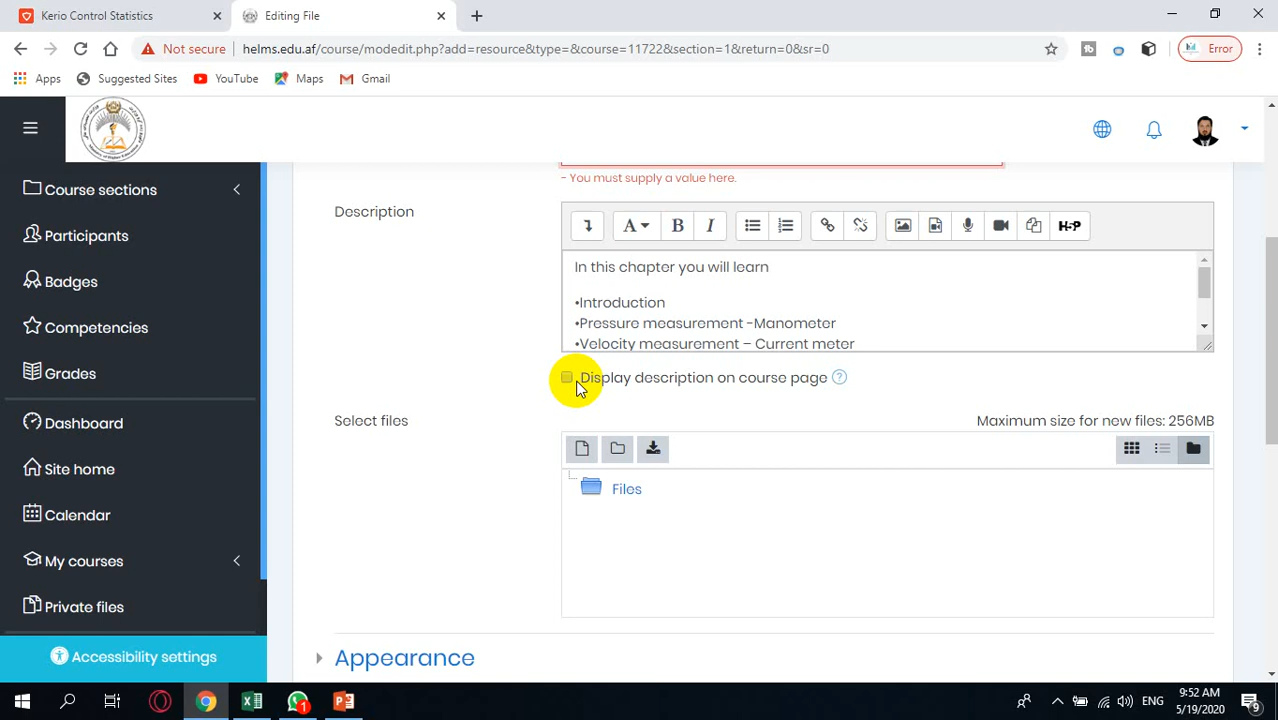 Kerio Control Statistics
Editing File
Not secure
helms.edu.af/course/modedit.php?add=resource&type=&course=11722&section=1&return=0&sr=0
Error
Apps
Suggested Sites
YouTube
Maps
Gmail
Course sections
Participants
Badges
Competencies
Grades
Dashboard
Site home
Calendar
My courses
Private files
Accessibility settings
- You must supply a value here.
Description
A
B
I
H-P
In this chapter you will learn
•Introduction
•Pressure measurement -Manometer
•Velocity measurement – Current meter
Display description on course page
?
Select files
Maximum size for new files: 256MB
Files
Appearance
1
ENG
9:52 AM
5/19/2020
9